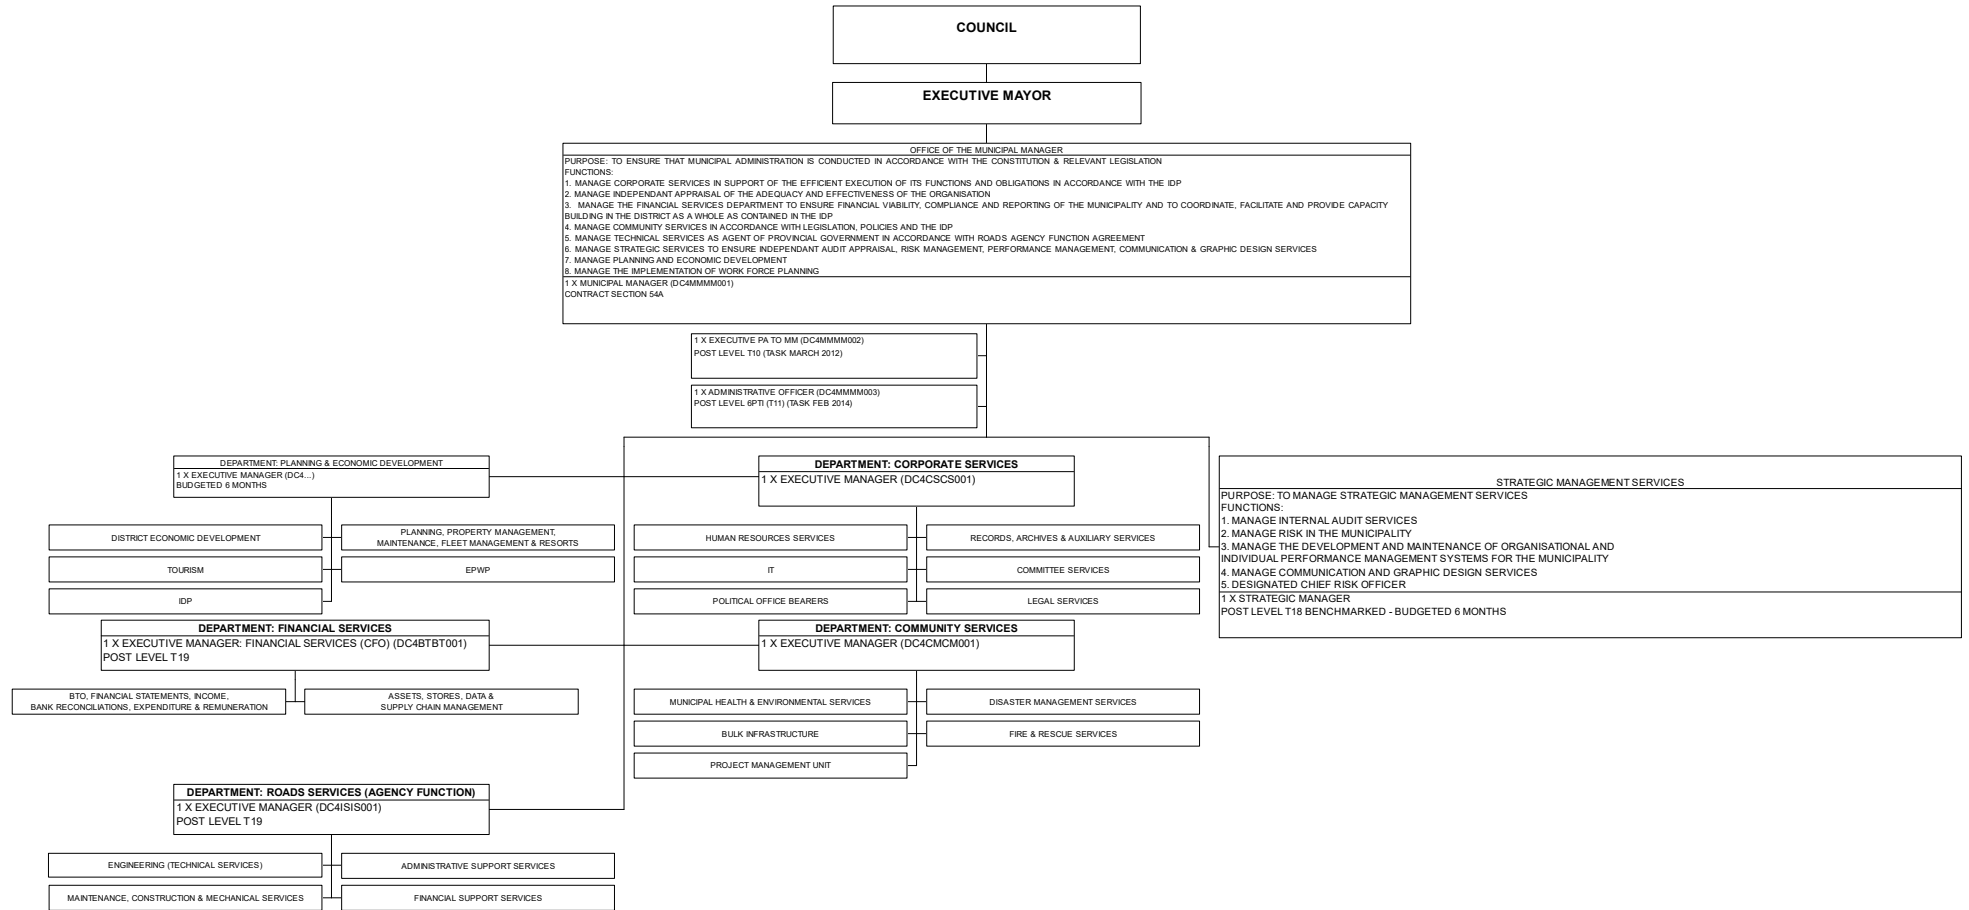 COUNCIL
EXECUTIVE MAYOR
OFFICE OF THE MUNICIPAL MANAGER
PURPOSE: TO ENSURE THAT MUNICIPAL ADMINISTRATION IS CONDUCTED IN ACCORDANCE WITH THE CONSTITUTION & RELEVANT LEGISLATION
FUNCTIONS:
1. MANAGE CORPORATE SERVICES IN SUPPORT OF THE EFFICIENT EXECUTION OF ITS FUNCTIONS AND OBLIGATIONS IN ACCORDANCE WITH THE IDP
2. MANAGE INDEPENDANT APPRAISAL OF THE ADEQUACY AND EFFECTIVENESS OF THE ORGANISATION
3. MANAGE THE FINANCIAL SERVICES DEPARTMENT TO ENSURE FINANCIAL VIABILITY, COMPLIANCE AND REPORTING OF THE MUNICIPALITY AND TO COORDINATE, FACILITATE AND PROVIDE CAPACITY
BUILDING IN THE DISTRICT AS A WHOLE AS CONTAINED IN THE IDP
4. MANAGE COMMUNITY SERVICES IN ACCORDANCE WITH LEGISLATION, POLICIES AND THE IDP
5. MANAGE TECHNICAL SERVICES AS AGENT OF PROVINCIAL GOVERNMENT IN ACCORDANCE WITH ROADS AGENCY FUNCTION AGREEMENT
6. MANAGE STRATEGIC SERVICES TO ENSURE INDEPENDANT AUDIT APPRAISAL, RISK MANAGEMENT, PERFORMANCE MANAGEMENT, COMMUNICATION & GRAPHIC DESIGN SERVICES
7. MANAGE PLANNING AND ECONOMIC DEVELOPMENT
8. MANAGE THE IMPLEMENTATION OF WORK FORCE PLANNING
1 X MUNICIPAL MANAGER (DC4MMMM001)
CONTRACT SECTION 54A
1 X EXECUTIVE PA TO MM (DC4MMMM002)
POST LEVEL T10 (TASK MARCH 2012)
1 X ADMINISTRATIVE OFFICER (DC4MMMM003)
POST LEVEL 6PTI (T11) (TASK FEB 2014)
DEPARTMENT: PLANNING & ECONOMIC DEVELOPMENT
1 X EXECUTIVE MANAGER (DC4...)
BUDGETED 6 MONTHS
DISTRICT ECONOMIC DEVELOPMENT
PLANNING, PROPERTY MANAGEMENT,
MAINTENANCE, FLEET MANAGEMENT & RESORTS
TOURISM
EPWP
IDP
DEPARTMENT: CORPORATE SERVICES
1 X EXECUTIVE MANAGER (DC4CSCS001)
HUMAN RESOURCES SERVICES
RECORDS, ARCHIVES & AUXILIARY SERVICES
IT
COMMITTEE SERVICES
POLITICAL OFFICE BEARERS
LEGAL SERVICES
STRATEGIC MANAGEMENT SERVICES
PURPOSE: TO MANAGE STRATEGIC MANAGEMENT SERVICES
FUNCTIONS:
1. MANAGE INTERNAL AUDIT SERVICES
2. MANAGE RISK IN THE MUNICIPALITY
3. MANAGE THE DEVELOPMENT AND MAINTENANCE OF ORGANISATIONAL AND
INDIVIDUAL PERFORMANCE MANAGEMENT SYSTEMS FOR THE MUNICIPALITY
4. MANAGE COMMUNICATION AND GRAPHIC DESIGN SERVICES
5. DESIGNATED CHIEF RISK OFFICER
1 X STRATEGIC MANAGER
POST LEVEL T18 BENCHMARKED - BUDGETED 6 MONTHS
DEPARTMENT: FINANCIAL SERVICES
1 X EXECUTIVE MANAGER: FINANCIAL SERVICES (CFO) (DC4BTBT001)
POST LEVEL T19
BTO, FINANCIAL STATEMENTS, INCOME,
BANK RECONCILIATIONS, EXPENDITURE & REMUNERATION
ASSETS, STORES, DATA &
SUPPLY CHAIN MANAGEMENT
DEPARTMENT: COMMUNITY SERVICES
1 X EXECUTIVE MANAGER (DC4CMCM001)
MUNICIPAL HEALTH & ENVIRONMENTAL SERVICES
DISASTER MANAGEMENT SERVICES
BULK INFRASTRUCTURE
FIRE & RESCUE SERVICES
PROJECT MANAGEMENT UNIT
DEPARTMENT: ROADS SERVICES (AGENCY FUNCTION)
1 X EXECUTIVE MANAGER (DC4ISIS001)
POST LEVEL T19
ENGINEERING (TECHNICAL SERVICES)
ADMINISTRATIVE SUPPORT SERVICES
MAINTENANCE, CONSTRUCTION & MECHANICAL SERVICES
FINANCIAL SUPPORT SERVICES